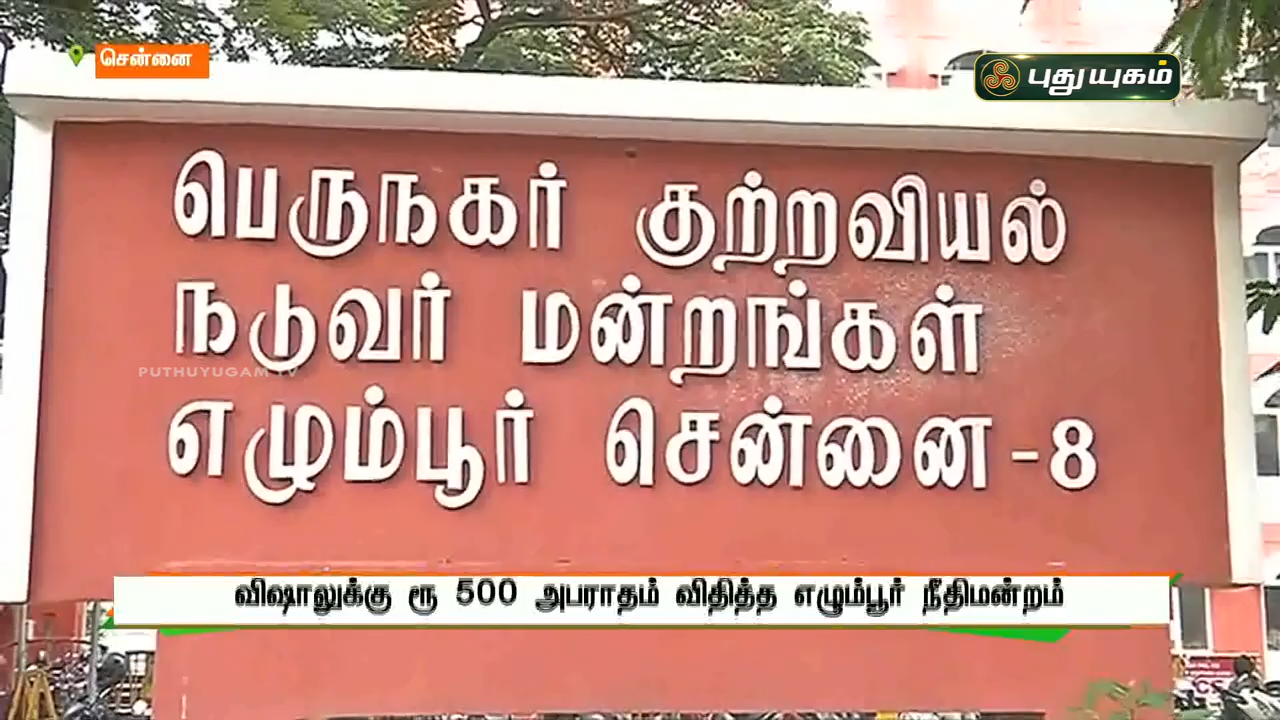 சென்னை
புதுயுகம்
பெருநகர் குற்றவியல்
நடுவர் மன்றங்கள்
PUTHUYUGAM TV
எழும்பூர் சென்னை -8
விஷாலுக்கு ரூ 500 அபராதம் விதித்த எழும்பூர் நீதிமன்றம்